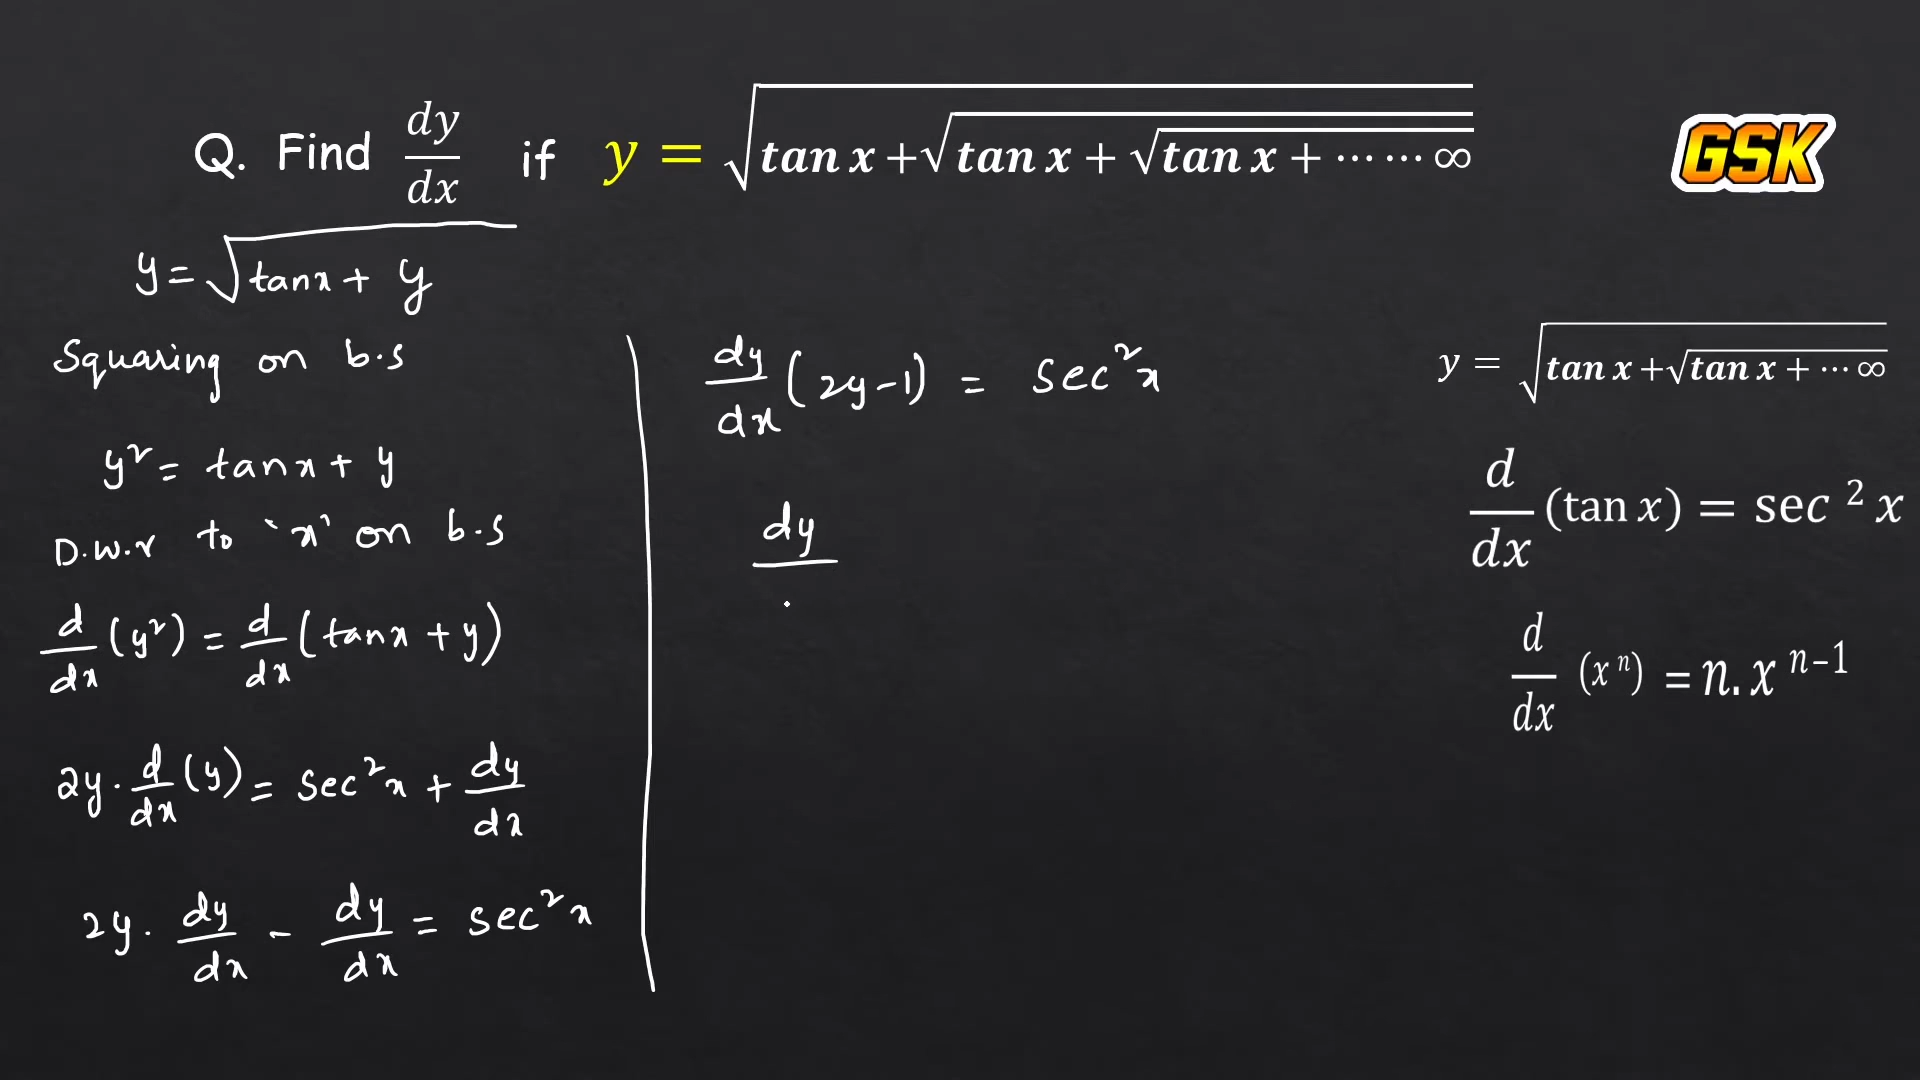 Q. Find dy/dx if y = √(tan x + √(tan x + √(tan x + ⋯⋯ ∞)))
GSK
y = √(tanx + y)
Squaring on b.s
y² = tanx + y
D.w.r to 'x' on b.s
d/dx (y²) = d/dx (tanx + y)
2y · d/dx (y) = sec²x + dy/dx
2y · dy/dx - dy/dx = sec²x
dy/dx (2y-1) = sec²x
dy
y = √(tan x + √(tan x + ⋯ ∞))
d/dx (tan x) = sec ² x
d/dx (xⁿ) = n. x ⁿ⁻¹